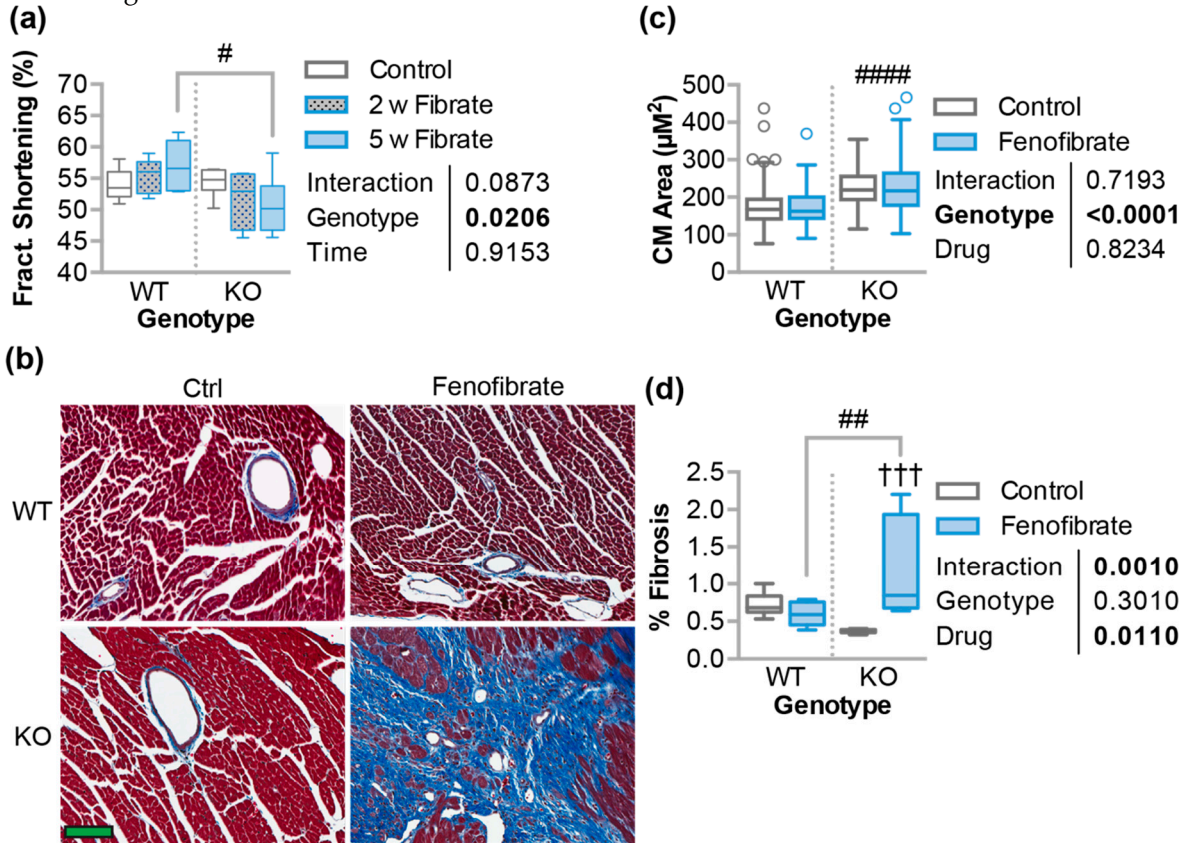 (a)
Fract. Shortening (%)
70
65
60
55
50
45
40
#
WT KO
Genotype
Control
2 w Fibrate
5 w Fibrate
Interaction 0.0873
Genotype 0.0206
Time 0.9153
(c)
CM Area (µM²)
500
400
300
200
100
0
####
WT KO
Genotype
Control
Fenofibrate
Interaction 0.7193
Genotype <0.0001
Drug 0.8234
(b)
Ctrl Fenofibrate
WT
KO
(d)
% Fibrosis
2.5
2.0
1.5
1.0
0.5
0.0
##
†††
WT KO
Genotype
Control
Fenofibrate
Interaction 0.0010
Genotype 0.3010
Drug 0.0110